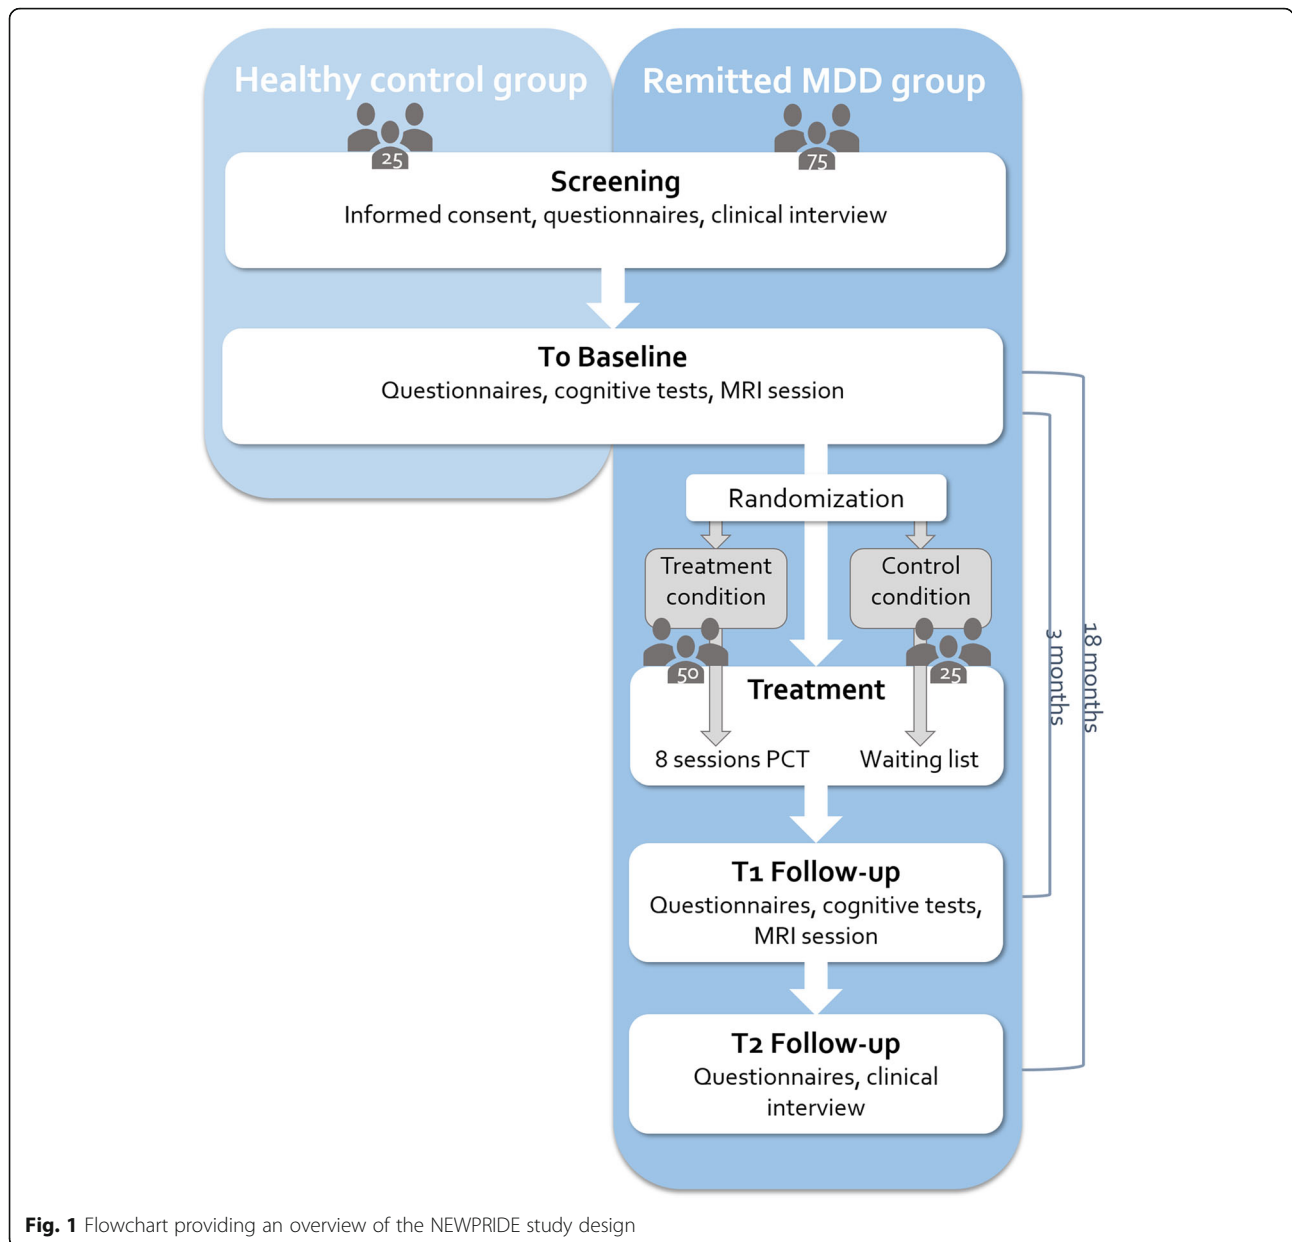 Healthy control group
Remitted MDD group
25
75
Screening
Informed consent, questionnaires, clinical interview
T0 Baseline
Questionnaires, cognitive tests, MRI session
Randomization
Treatment
condition
Control
condition
50
25
Treatment
8 sessions PCT
Waiting list
3 months
18 months
T1 Follow-up
Questionnaires, cognitive tests,
MRI session
T2 Follow-up
Questionnaires, clinical
interview
Fig. 1 Flowchart providing an overview of the NEWPRIDE study design